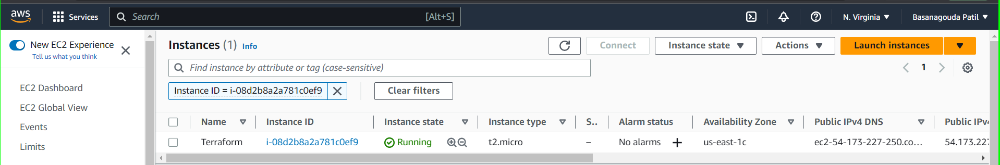 aws Services Search [Alt+S] N. Virginia Basanagouda Patil
New EC2 Experience
Tell us what you think
EC2 Dashboard
EC2 Global View
Events
Limits
Instances (1) Info
Connect Instance state Actions Launch instances
Find instance by attribute or tag (case-sensitive)
1
Instance ID = i-08d2b8a2a781c0ef9 Clear filters
Name Instance ID Instance state Instance type S.. Alarm status Availability Zone Public IPv4 DNS Public IPv4
Terraform i-08d2b8a2a781c0ef9 Running t2.micro – No alarms + us-east-1c ec2-54-173-227-250.co... 54.173.227